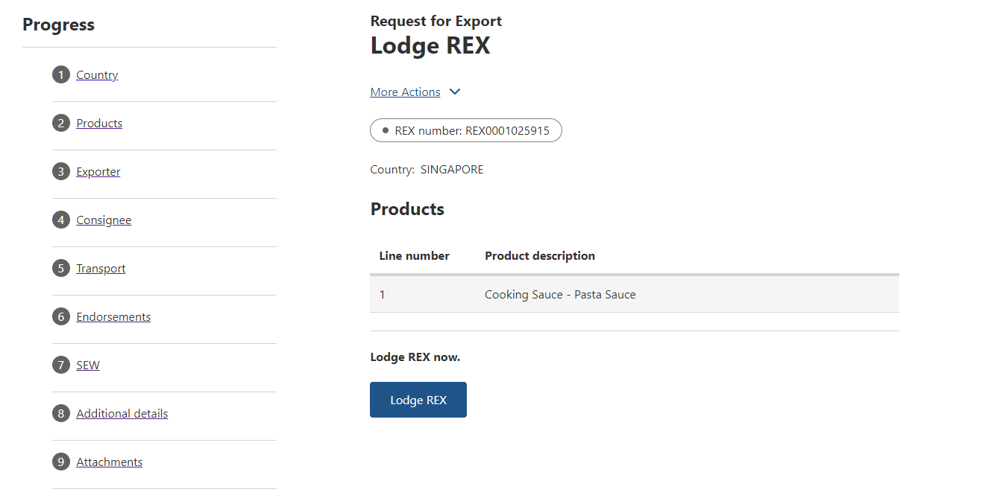 Progress
1 Country
2 Products
3 Exporter
4 Consignee
5 Transport
6 Endorsements
7 SEW
8 Additional details
9 Attachments
Request for Export
Lodge REX
More Actions
REX number: REX0001025915
Country: SINGAPORE
Products
Line number Product description
1 Cooking Sauce - Pasta Sauce
Lodge REX now.
Lodge REX